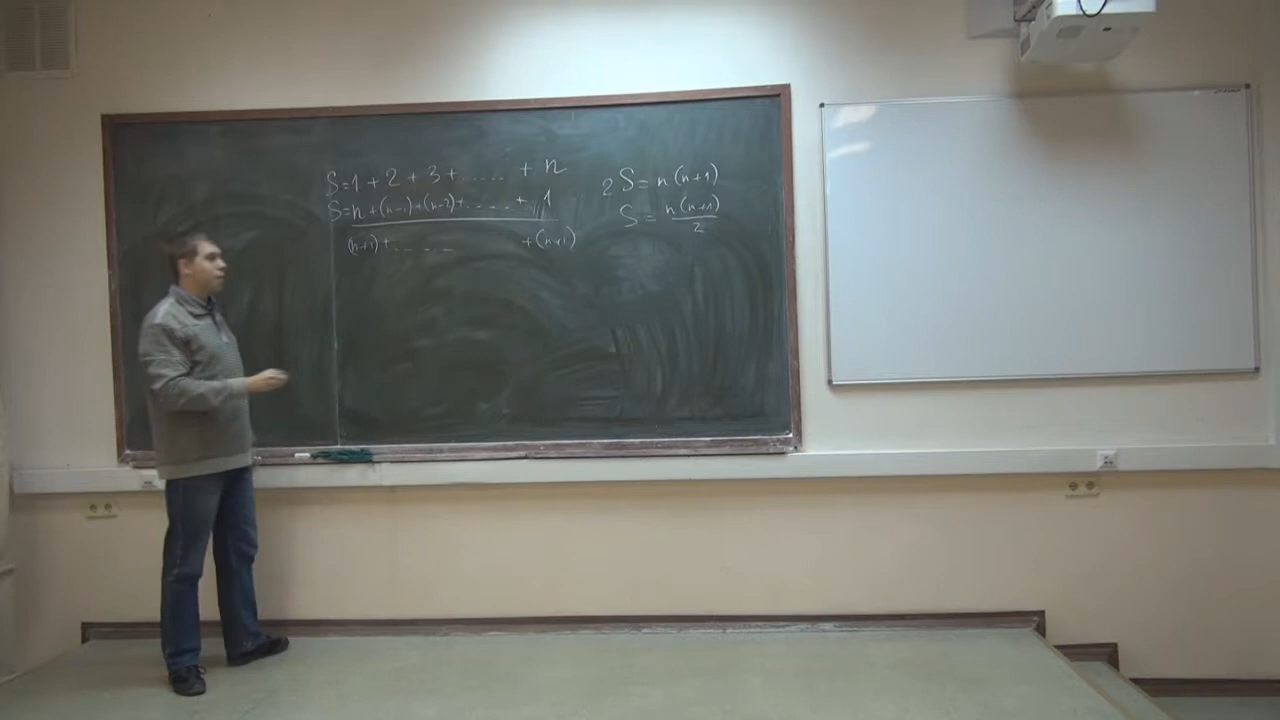 S=1+2+3+.....+n
S=n+(n-1)+(n-2)+.....+1
(n+1)+.....+(n+1)
2S=n(n+1)
S=n(n+1)/2